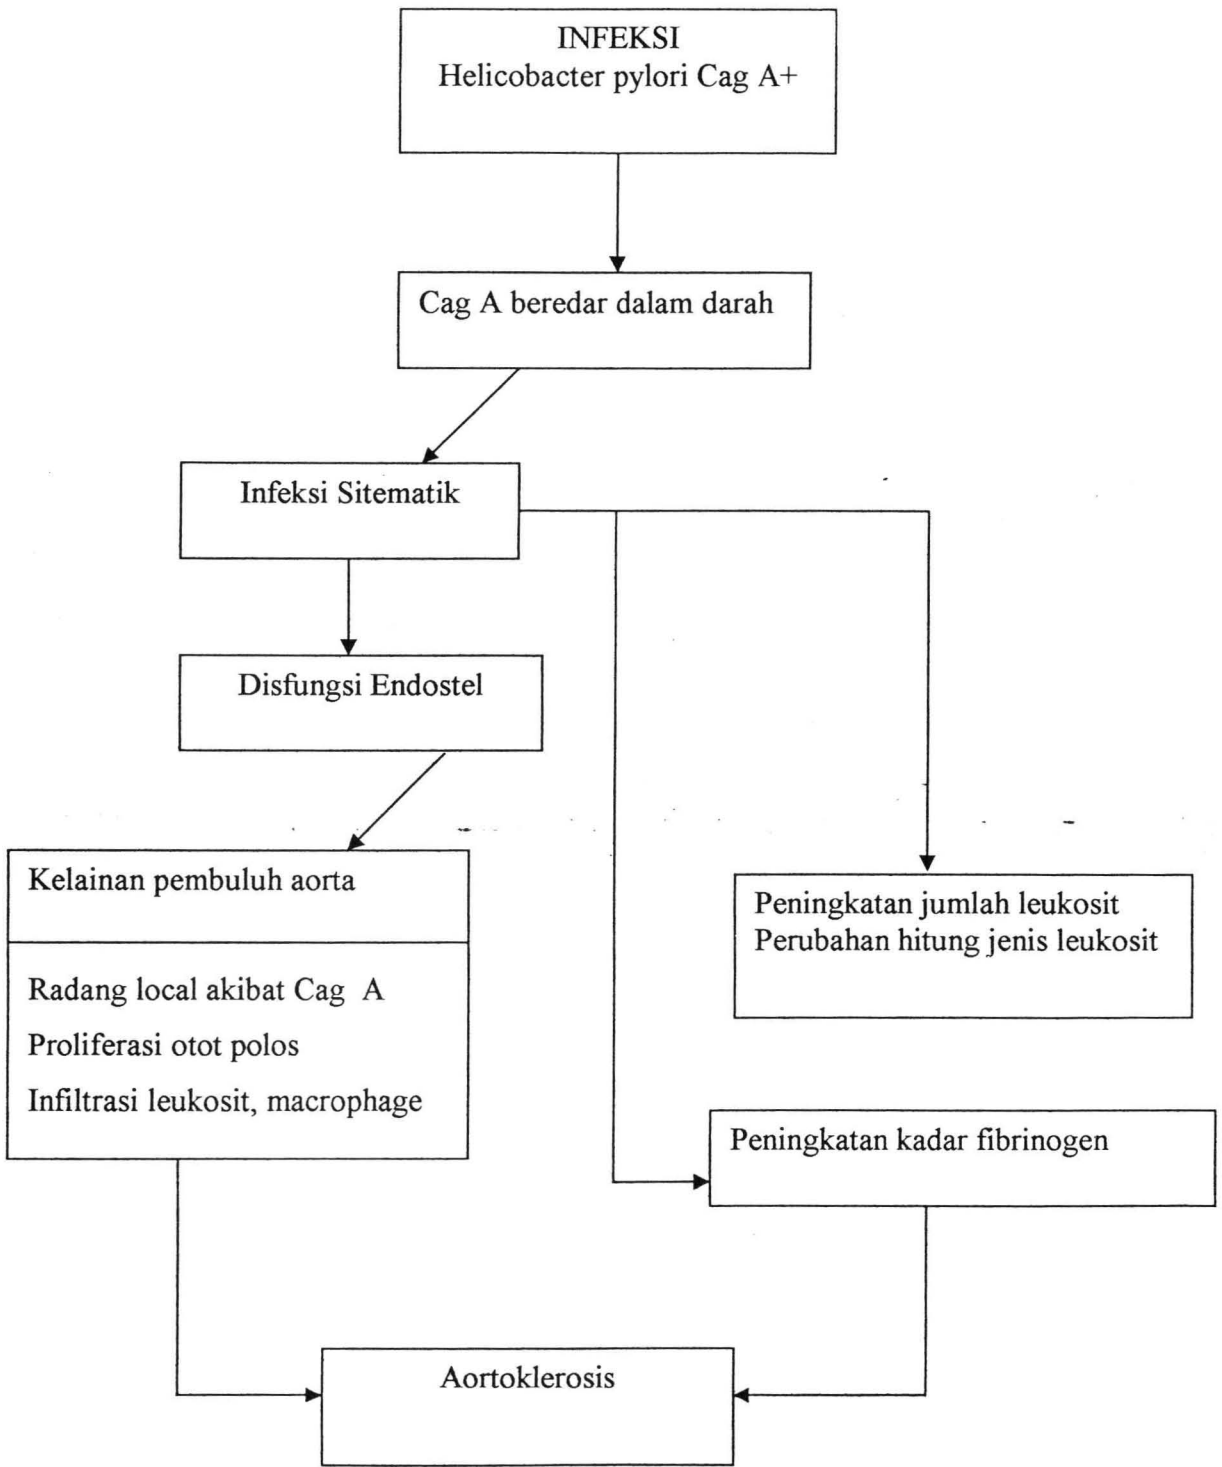 INFEKSI
Helicobacter pylori Cag A+
Cag A beredar dalam darah
Infeksi Sitematik
Disfungsi Endostel
Kelainan pembuluh aorta
Radang local akibat Cag A
Proliferasi otot polos
Infiltrasi leukosit, macrophage
Peningkatan jumlah leukosit
Perubahan hitung jenis leukosit
Peningkatan kadar fibrinogen
Aortoklerosis